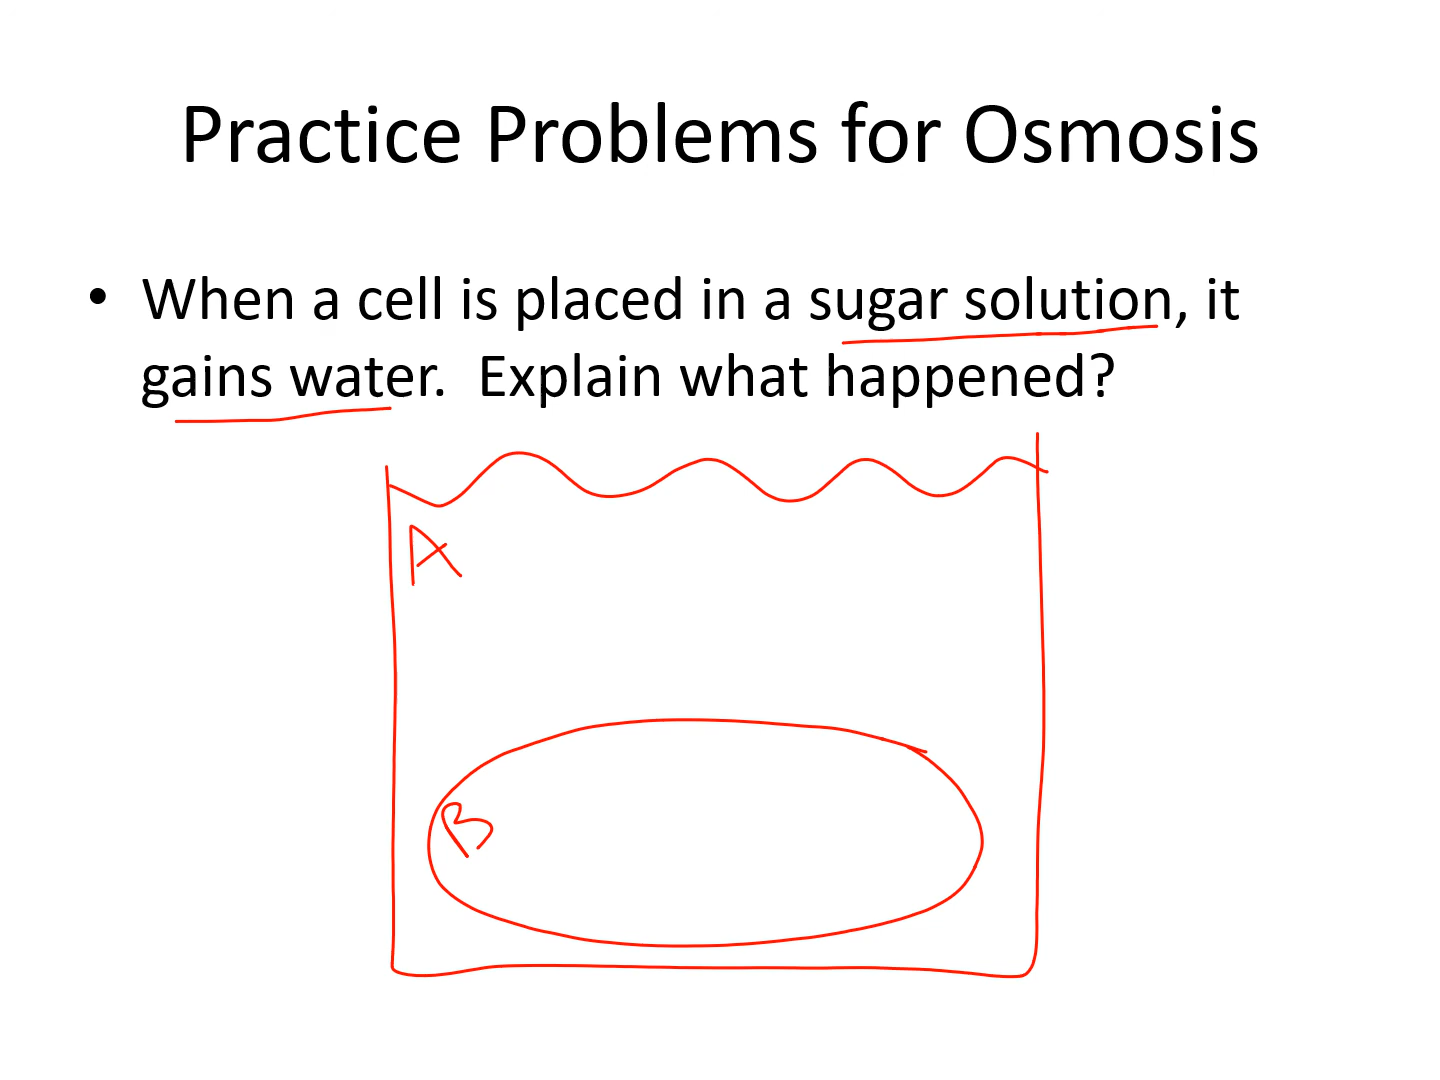 Practice Problems for Osmosis
• When a cell is placed in a sugar solution, it
gains water. Explain what happened?
A
B